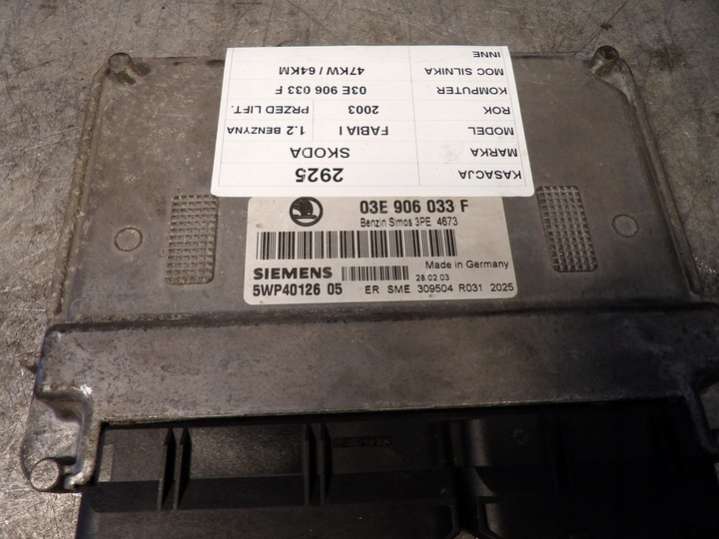 KASACJA 2925
MARKA SKODA
MODEL FABIA I 1.2 BENZYNA
ROK 2003 PRZED LIFT.
KOMPUTER 03E 906 033 F
MOC SILNIKA 47KW / 64KM
INNE
03E 906 033 F
Benzin Simos 3PE 4673
SIEMENS
Made in Germany
28.02.03
5WP40126 05 ER SME 309504 R031 2025